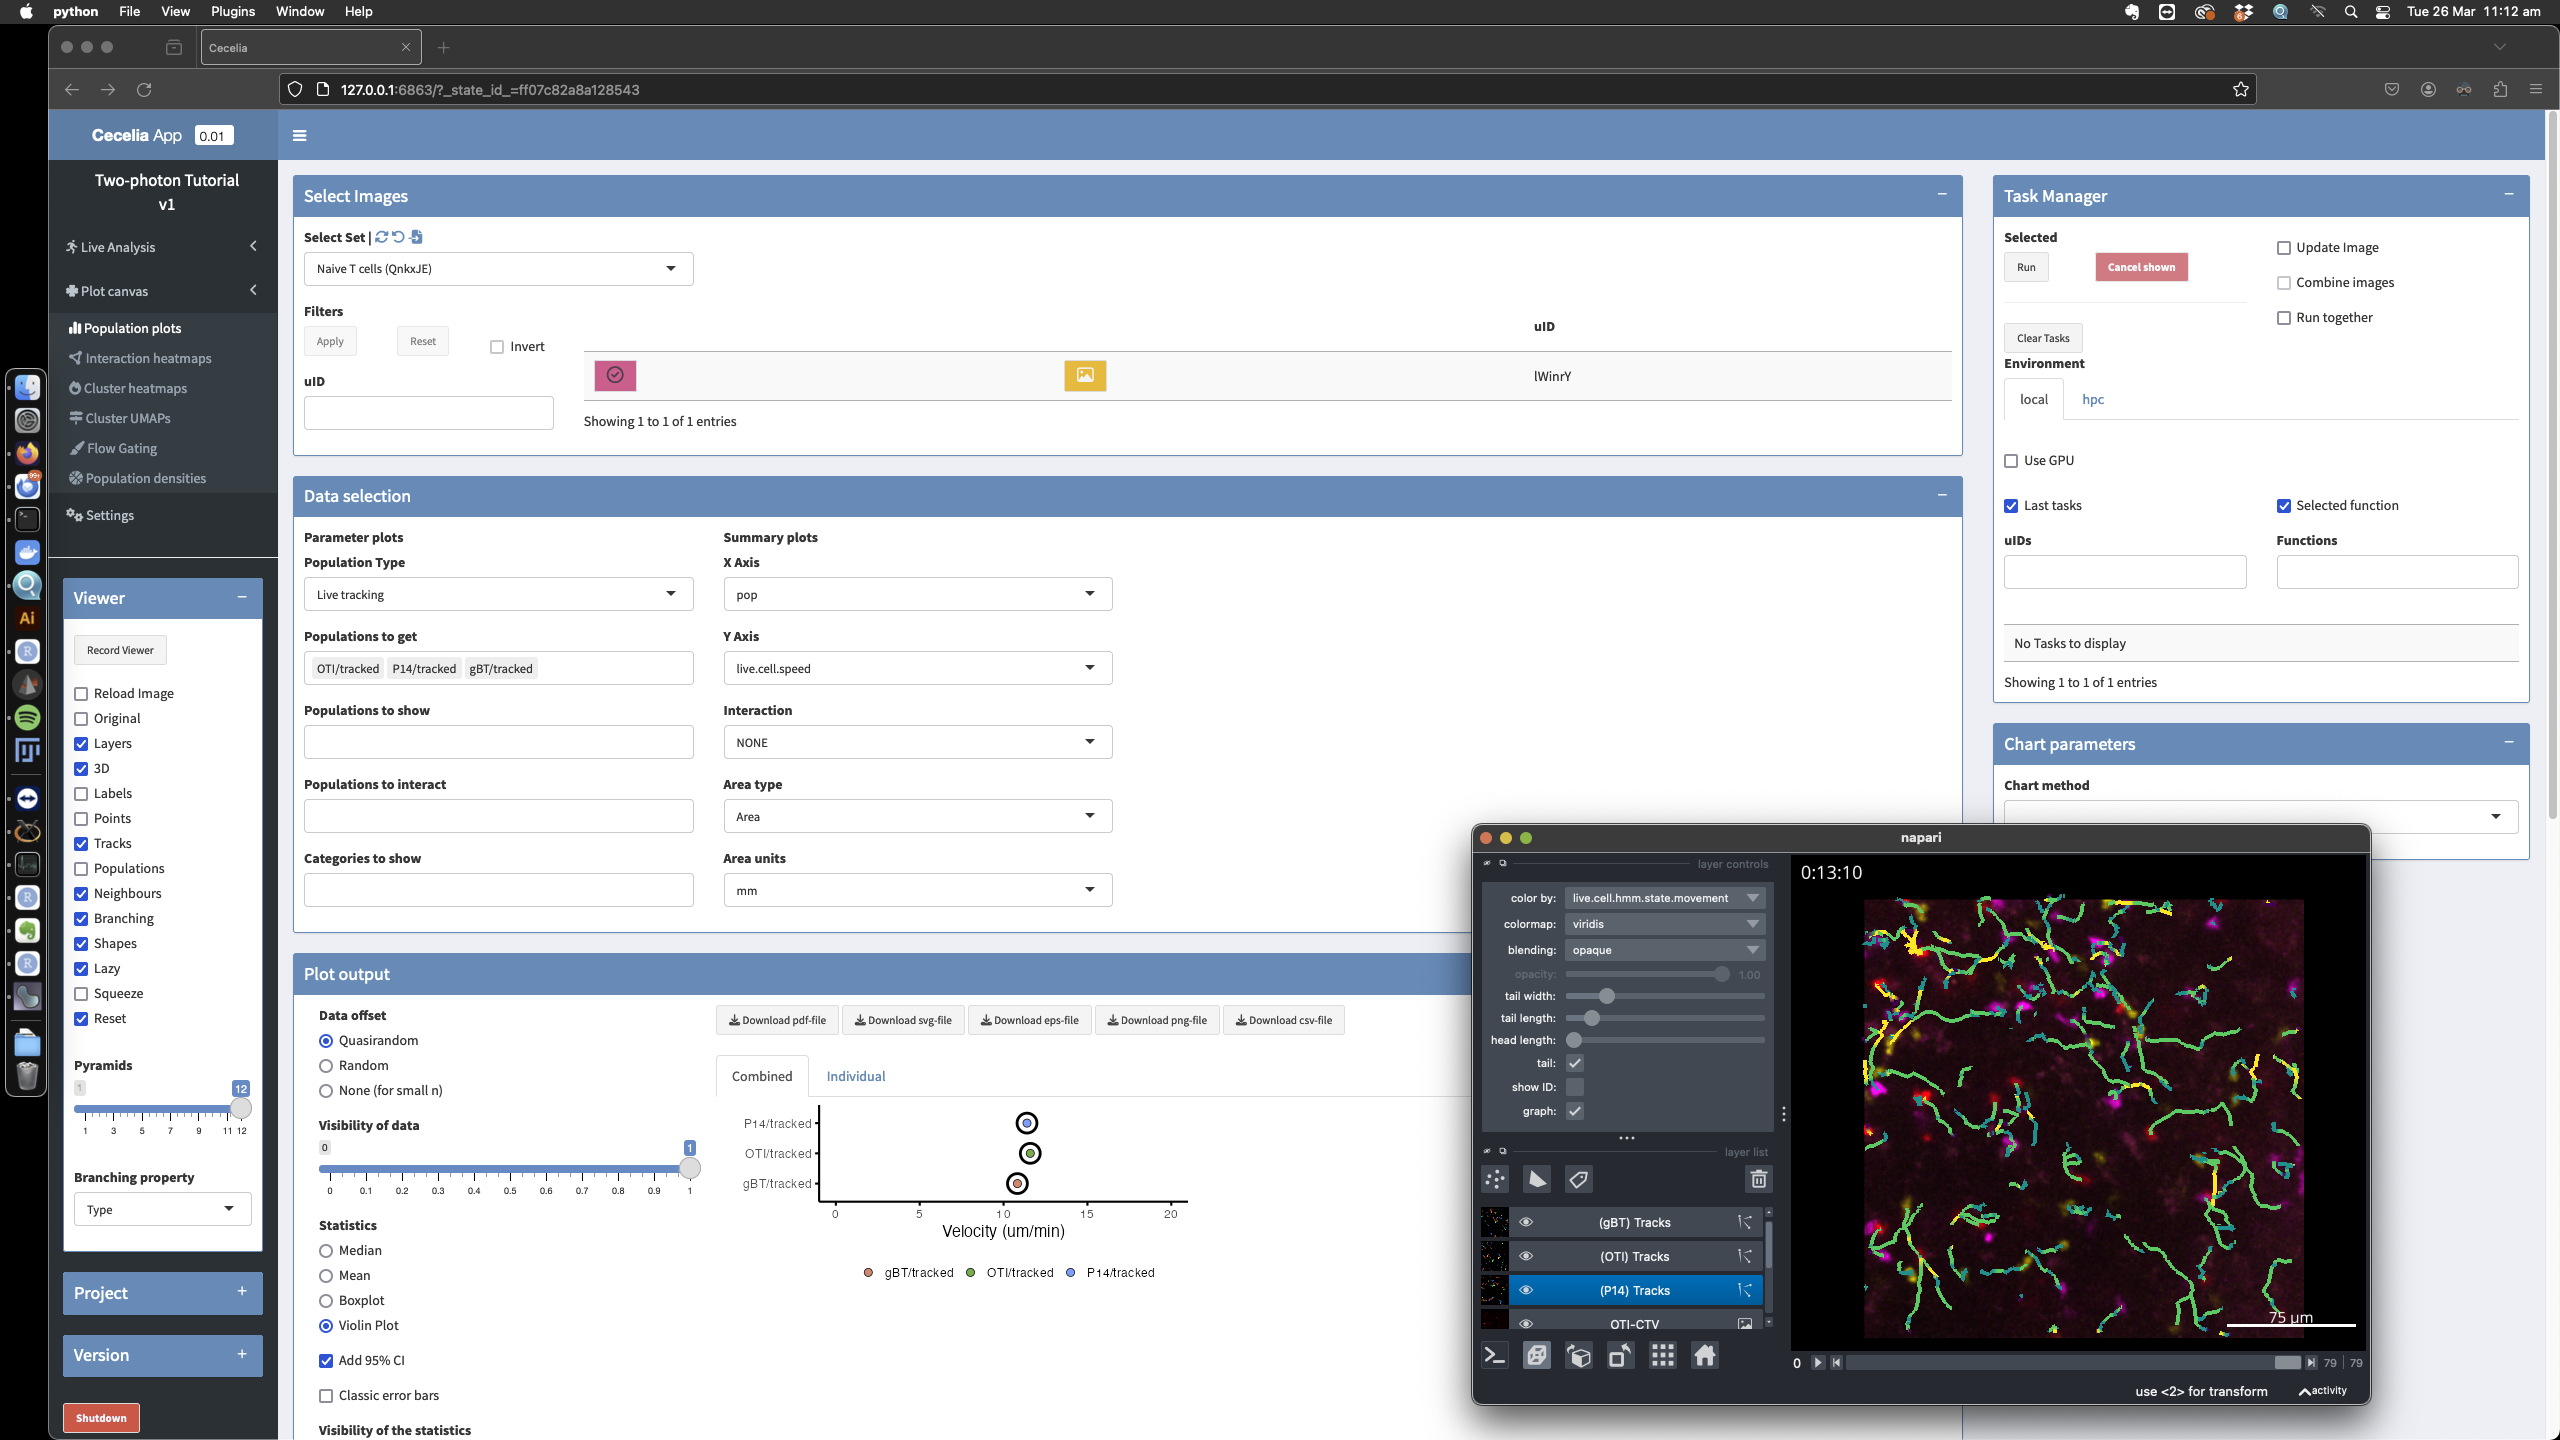 python File View Plugins Window Help
Tue 26 Mar 11:12 am
Cecelia
127.0.0.1:6863/?_state_id_=ff07c82a8a128543
Cecelia App 0.01
Two-photon Tutorial
v1
Live Analysis
Plot canvas
Population plots
Interaction heatmaps
Cluster heatmaps
Cluster UMAPs
Flow Gating
Population densities
Settings
Viewer
Record Viewer
Reload Image
Original
Layers
3D
Labels
Points
Tracks
Populations
Neighbours
Branching
Shapes
Lazy
Squeeze
Reset
Pyramids
1 12
1 3 5 7 9 11 12
Branching property
Type
Project
Version
Shutdown
Select Images
Select Set |
Naive T cells (QnkxJE)
Filters
Apply Reset Invert
uID
uID
lWinrY
Showing 1 to 1 of 1 entries
Data selection
Parameter plots
Population Type
Live tracking
Populations to get
OTI/tracked P14/tracked gBT/tracked
Populations to show
Populations to interact
Categories to show
Summary plots
X Axis
pop
Y Axis
live.cell.speed
Interaction
NONE
Area type
Area
Area units
mm
Plot output
Data offset
Quasirandom
Random
None (for small n)
Visibility of data
0 1
0 0.1 0.2 0.3 0.4 0.5 0.6 0.7 0.8 0.9 1
Statistics
Median
Mean
Boxplot
Violin Plot
Add 95% CI
Classic error bars
Visibility of the statistics
Download pdf-file Download svg-file Download eps-file Download png-file Download csv-file
Combined Individual
P14/tracked
OTI/tracked
gBT/tracked
0 5 10 15 20
Velocity (um/min)
gBT/tracked OTI/tracked P14/tracked
Task Manager
Selected
Run Cancel shown
Update Image
Combine images
Run together
Clear Tasks
Environment
local hpc
Use GPU
Last tasks Selected function
uIDs Functions
No Tasks to display
Showing 1 to 1 of 1 entries
Chart parameters
Chart method
napari
layer controls
color by: live.cell.hmm.state.movement
colormap: viridis
blending: opaque
opacity: 1.00
tail width:
tail length:
head length:
tail:
show ID:
graph:
layer list
(gBT) Tracks
(OTI) Tracks
(P14) Tracks
OTI-CTV
0:13:10
75 µm
0 79 79
use <2> for transform activity
Ai
99+